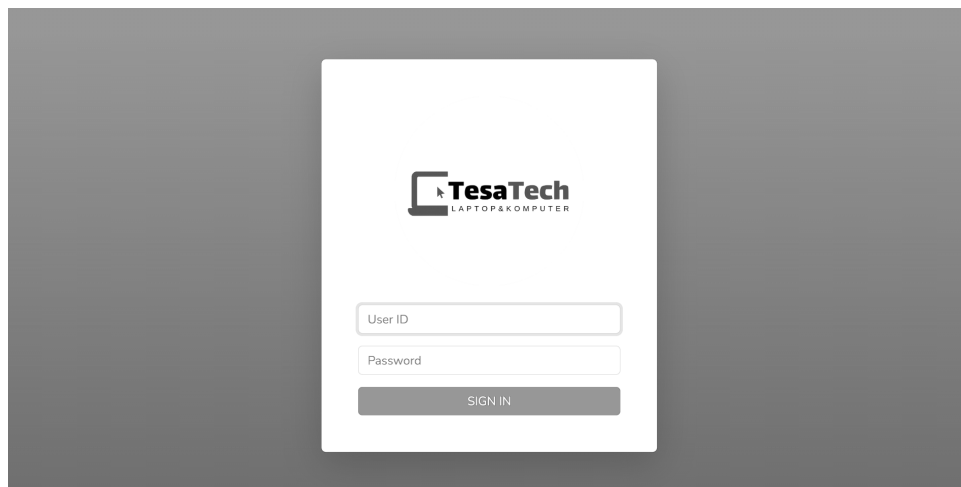 TesaTech
LAPTOP&KOMPUTER
User ID
Password
SIGN IN